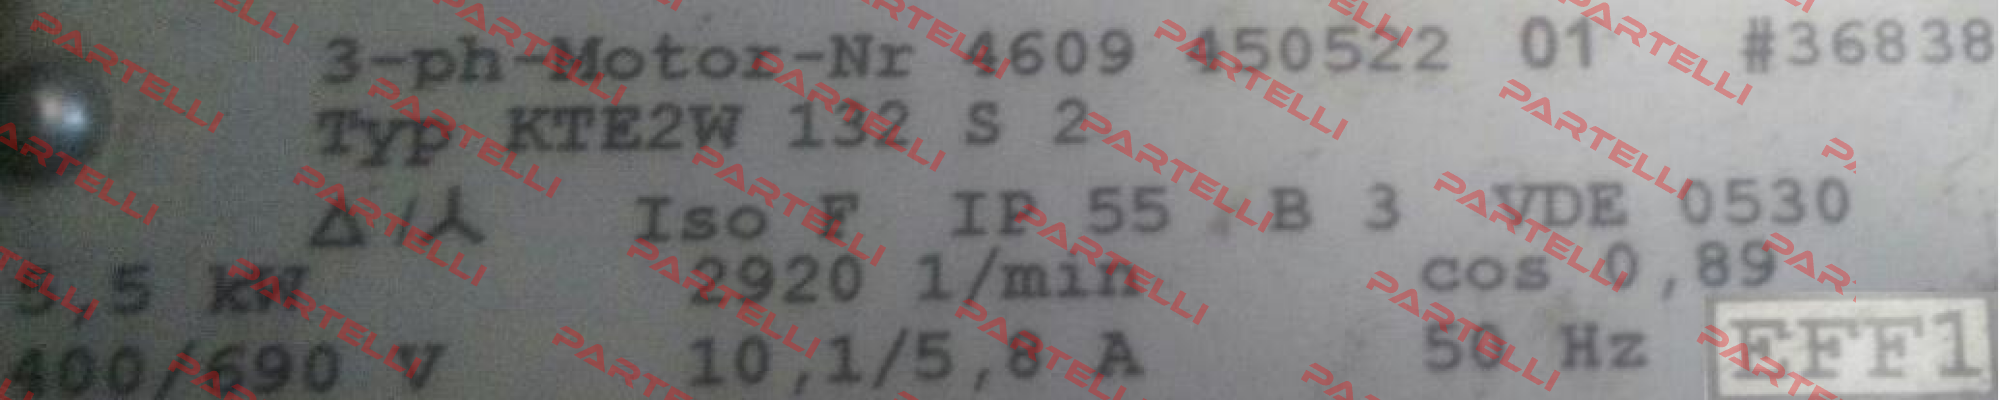 3-ph-Motor-Nr 4609 450522 01 #36838
Typ KTE2W 132 S 2
Δ/⅄ Iso F IP 55 B 3 VDE 0530
5,5 kW 2920 1/min cos 0,89
400/690 V 10,1/5,8 A 50 Hz EFF1
PARTELLI